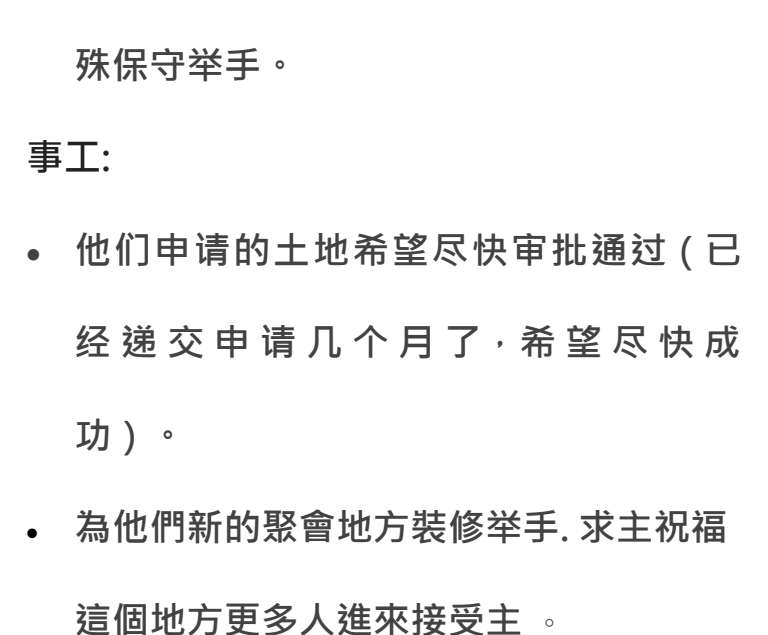 殊保守举手。
事工:
• 他们申请的土地希望尽快审批通过(已
经递交申请几个月了,希望尽快成
功)。
• 為他們新的聚會地方裝修举手.求主祝福
這個地方更多人進來接受主 。